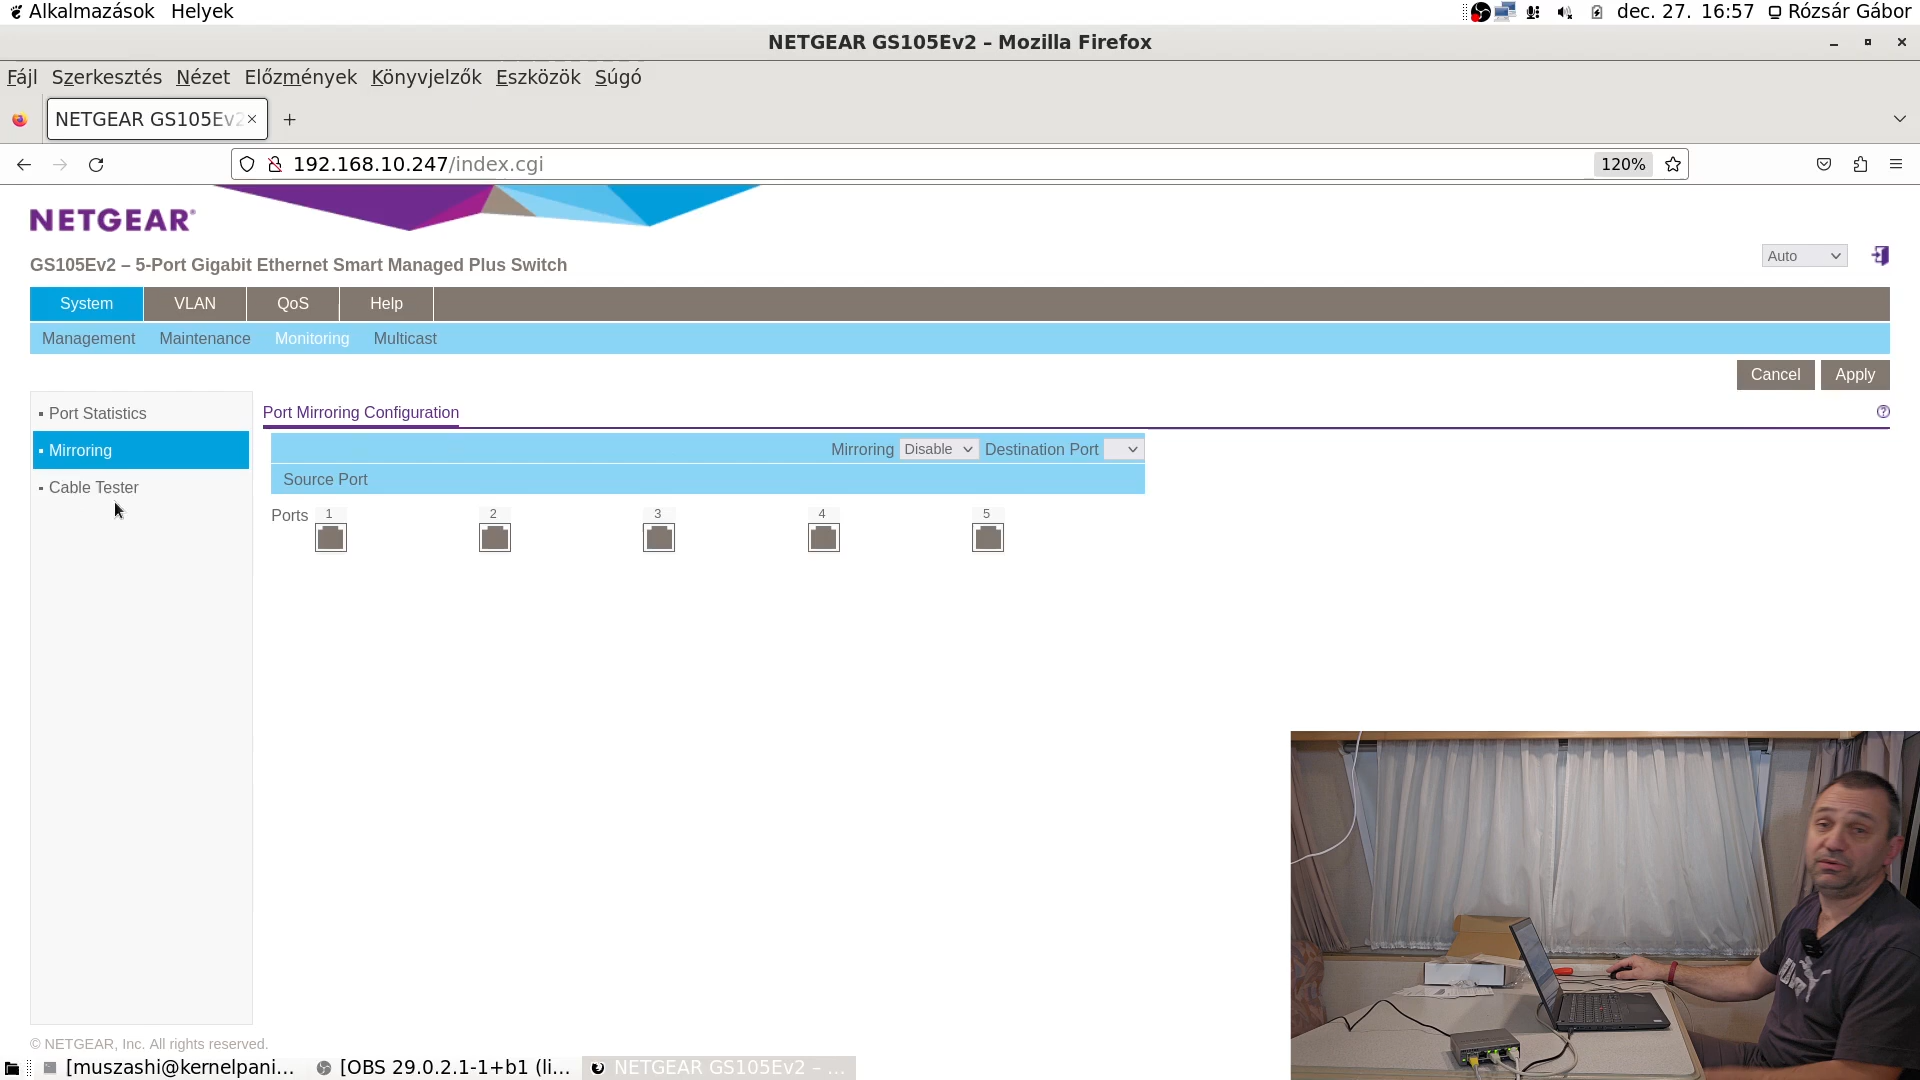 Alkalmazások Helyek dec. 27. 16:57 Rózsár Gábor
NETGEAR GS105Ev2 – Mozilla Firefox
Fájl Szerkesztés Nézet Előzmények Könyvjelzők Eszközök Súgó
NETGEAR GS105Ev2
192.168.10.247/index.cgi 120%
NETGEAR®
GS105Ev2 – 5-Port Gigabit Ethernet Smart Managed Plus Switch Auto
System VLAN QoS Help
Management Maintenance Monitoring Multicast
Cancel Apply
Port Statistics
Mirroring
Cable Tester
Port Mirroring Configuration
Mirroring Disable Destination Port
Source Port
Ports 1 2 3 4 5
© NETGEAR, Inc. All rights reserved.
[muszashi@kernelpani... [OBS 29.0.2.1-1+b1 (li... NETGEAR GS105Ev2 – ...